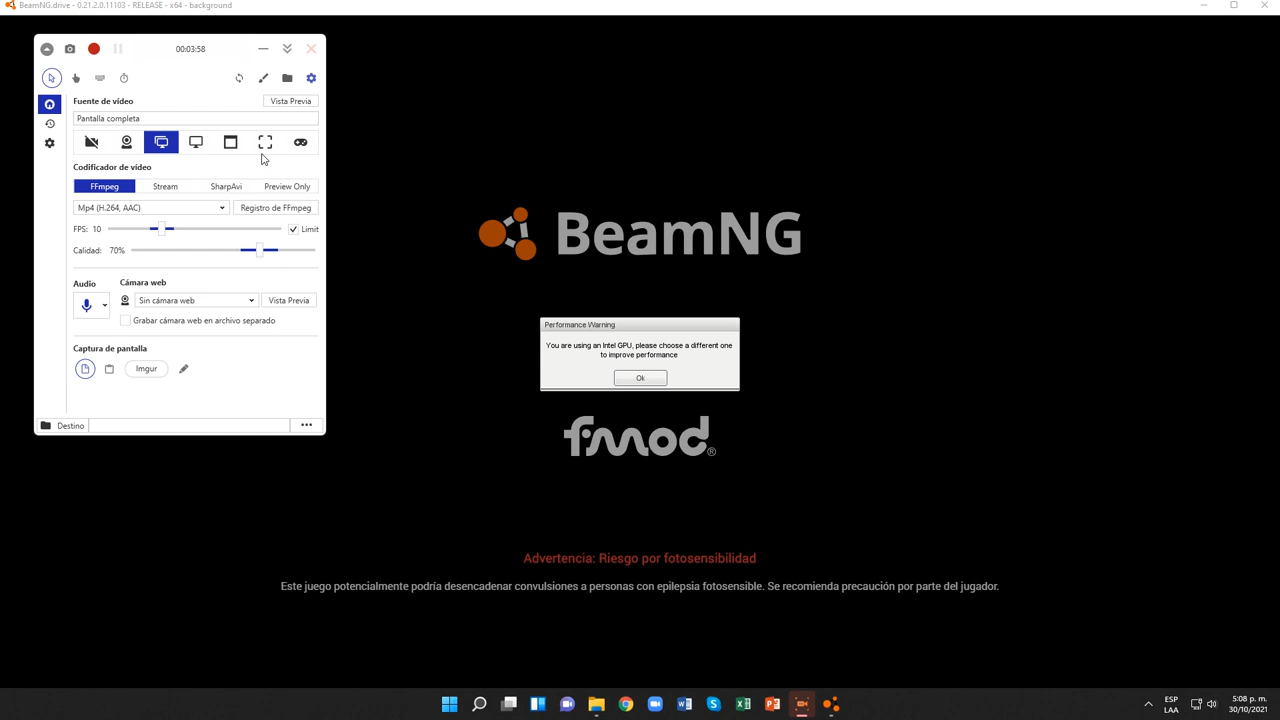 BeamNG.drive - 0.21.2.0.11103 - RELEASE - x64 - background
00:03:58
Fuente de vídeo
Vista Previa
Pantalla completa
Codificador de vídeo
FFmpeg Stream SharpAvi Preview Only
Mp4 (H.264, AAC) Registro de FFmpeg
FPS: 10 Limit
Calidad: 70%
Audio
Cámara web
Sin cámara web Vista Previa
Grabar cámara web en archivo separado
Captura de pantalla
Imgur
Destino
BeamNG
Performance Warning
You are using an Intel GPU, please choose a different one
to improve performance
Ok
fmod®
Advertencia: Riesgo por fotosensibilidad
Este juego potencialmente podría desencadenar convulsiones a personas con epilepsia fotosensible. Se recomienda precaución por parte del jugador.
ESP
LAA
5:08 p. m.
30/10/2021